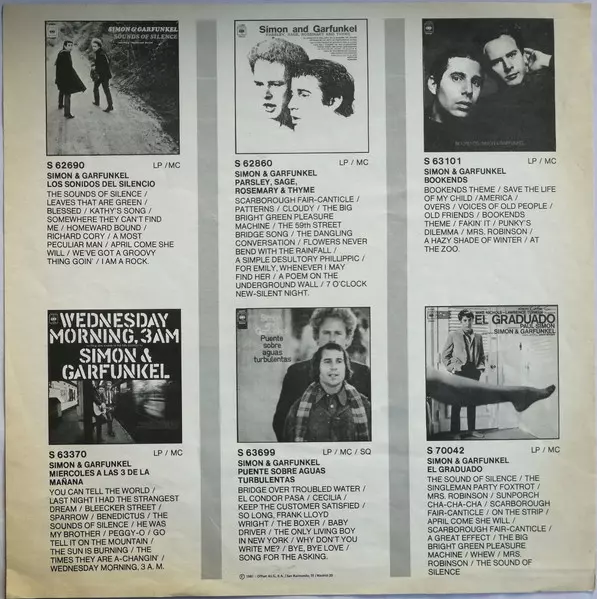 SIMON & GARFUNKEL
SOUNDS OF SILENCE
S 62690 LP / MC
SIMON & GARFUNKEL
LOS SONIDOS DEL SILENCIO
THE SOUNDS OF SILENCE /
LEAVES THAT ARE GREEN /
BLESSED / KATHY'S SONG /
SOMEWHERE THEY CAN'T FIND
ME / HOMEWARD BOUND /
RICHARD CORY / A MOST
PECULIAR MAN / APRIL COME SHE
WILL / WE'VE GOT A GROOVY
THING GOIN' / I AM A ROCK.
Simon and Garfunkel
PARSLEY, SAGE, ROSEMARY AND THYME
S 62860 LP / MC
SIMON & GARFUNKEL
PARSLEY, SAGE,
ROSEMARY & THYME
SCARBOROUGH FAIR-CANTICLE /
PATTERNS / CLOUDY / THE BIG
BRIGHT GREEN PLEASURE
MACHINE / THE 59th STREET
BRIDGE SONG / THE DANGLING
CONVERSATION / FLOWERS NEVER
BEND WITH THE RAINFALL /
A SIMPLE DESULTORY PHILLIPPIC /
FOR EMILY, WHENEVER I MAY
FIND HER / A POEM ON THE
UNDERGROUND WALL / 7 O'CLOCK
NEW-SILENT NIGHT.
S 63101 LP / MC
SIMON & GARFUNKEL
BOOKENDS
BOOKENDS THEME / SAVE THE LIFE
OF MY CHILD / AMERICA /
OVERS / VOICES OF OLD PEOPLE /
OLD FRIENDS / BOOKENDS
THEME / FAKIN' IT / PUNKY'S
DILEMMA / MRS. ROBINSON /
A HAZY SHADE OF WINTER / AT
THE ZOO.
WEDNESDAY
MORNING, 3AM
SIMON &
GARFUNKEL
S 63370 LP / MC
SIMON & GARFUNKEL
MIERCOLES A LAS 3 DE LA
MAÑANA
YOU CAN TELL THE WORLD /
LAST NIGHT I HAD THE STRANGEST
DREAM / BLEECKER STREET /
SPARROW / BENEDICTUS / THE
SOUNDS OF SILENCE / HE WAS
MY BROTHER / PEGGY-O / GO
TELL IT ON THE MOUNTAIN /
THE SUN IS BURNING / THE
TIMES THEY ARE A-CHANGIN' /
WEDNESDAY MORNING, 3 A. M.
Puente
sobre
aguas
turbulentas
S 63699 LP / MC / SQ
SIMON & GARFUNKEL
PUENTE SOBRE AGUAS
TURBULENTAS
BRIDGE OVER TROUBLED WATER /
EL CONDOR PASA / CECILIA /
KEEP THE CUSTOMER SATISFIED /
SO LONG, FRANK LLOYD
WRIGHT / THE BOXER / BABY
DRIVER / THE ONLY LIVING BOY
IN NEW YORK / WHY DON'T YOU
WRITE ME? / BYE, BYE LOVE /
SONG FOR THE ASKING.
EL GRADUADO
PAUL SIMON
SIMON & GARFUNKEL
S 70042 LP / MC
SIMON & GARFUNKEL
EL GRADUADO
THE SOUND OF SILENCE / THE
SINGLEMAN PARTY FOXTROT /
MRS. ROBINSON / SUNPORCH
CHA-CHA-CHA / SCARBOROUGH
FAIR-CANTICLE / ON THE STRIP /
APRIL COME SHE WILL /
SCARBOROUGH FAIR-CANTICLE /
A GREAT EFFECT / THE BIG
BRIGHT GREEN PLEASURE
MACHINE / WHEW / MRS.
ROBINSON / THE SOUND OF
SILENCE